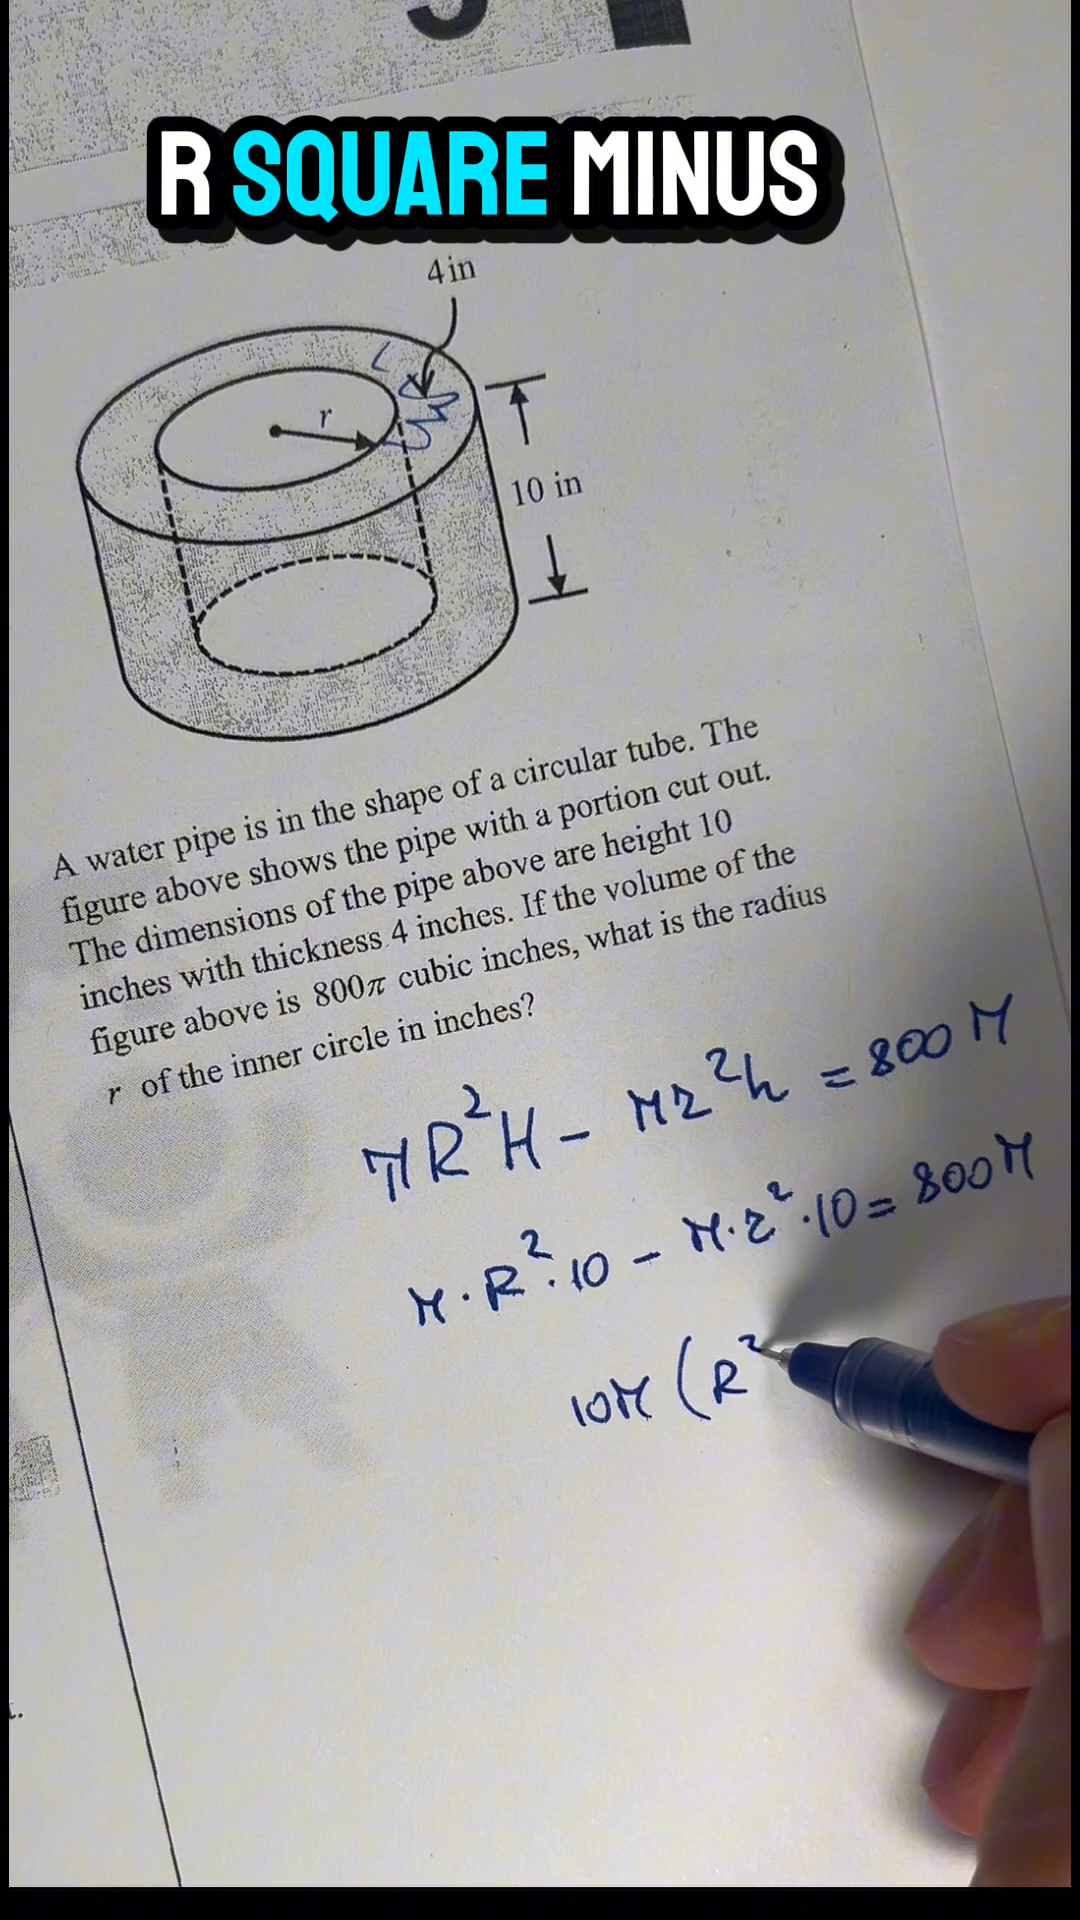 R SQUARE MINUS
4in
r
10 in
A water pipe is in the shape of a circular tube. The
figure above shows the pipe with a portion cut out.
The dimensions of the pipe above are height 10
inches with thickness 4 inches. If the volume of the
figure above is 800π cubic inches, what is the radius
r of the inner circle in inches?
πR²H - πr²h = 800π
π·R²·10 - π·r²·10 = 800π
10π (R²